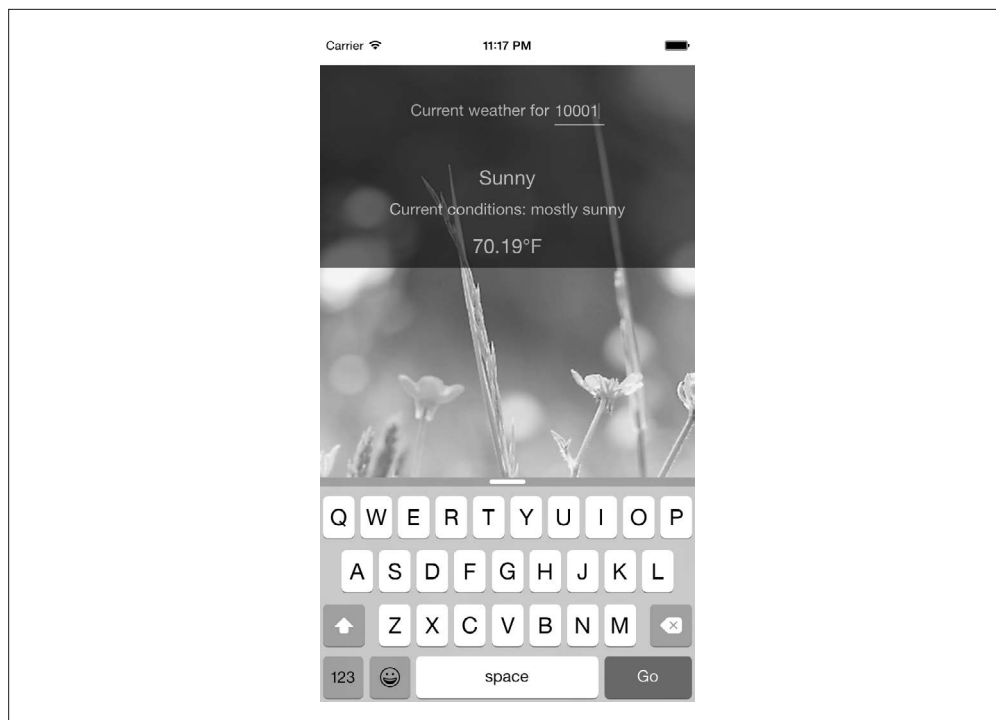 Carrier 11:17 PM
Current weather for 10001
Sunny
Current conditions: mostly sunny
70.19°F
Q W E R T Y U I O P
A S D F G H J K L
Z X C V B N M
123 space Go